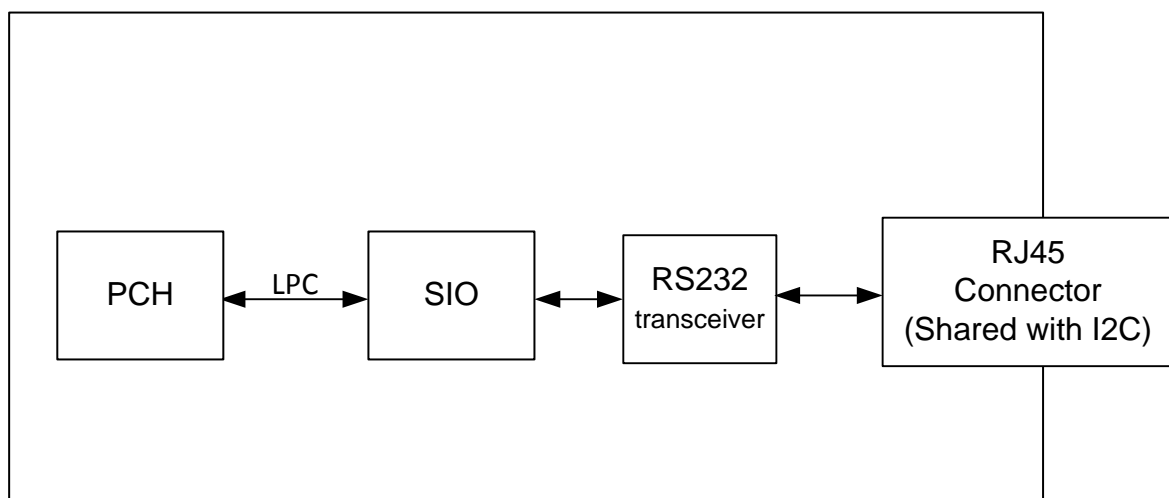 PCH
LPC
SIO
RS232
transceiver
RJ45
Connector
(Shared with I2C)